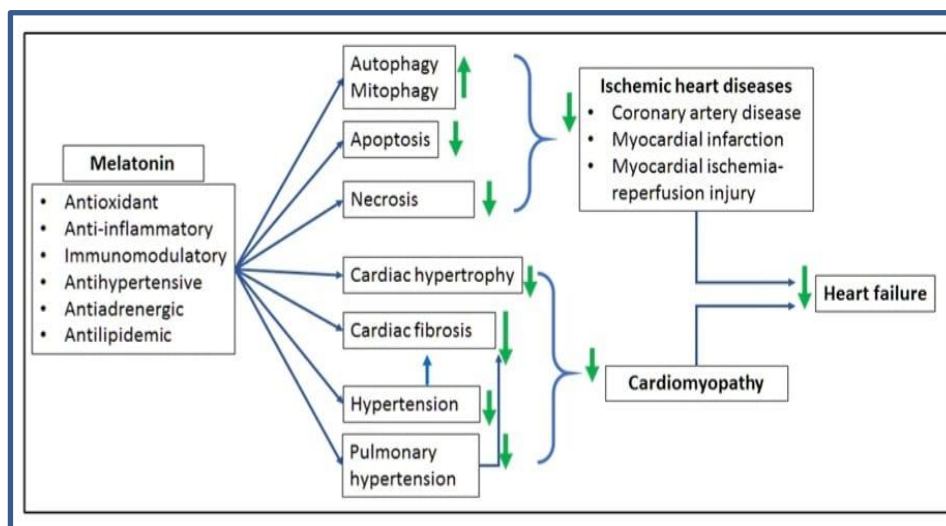 Melatonin
• Antioxidant
• Anti-inflammatory
• Immunomodulatory
• Antihypertensive
• Antiadrenergic
• Antilipidemic
Autophagy
Mitophagy
Apoptosis
Necrosis
Cardiac hypertrophy
Cardiac fibrosis
Hypertension
Pulmonary
hypertension
Ischemic heart diseases
• Coronary artery disease
• Myocardial infarction
• Myocardial ischemia-
reperfusion injury
Cardiomyopathy
Heart failure